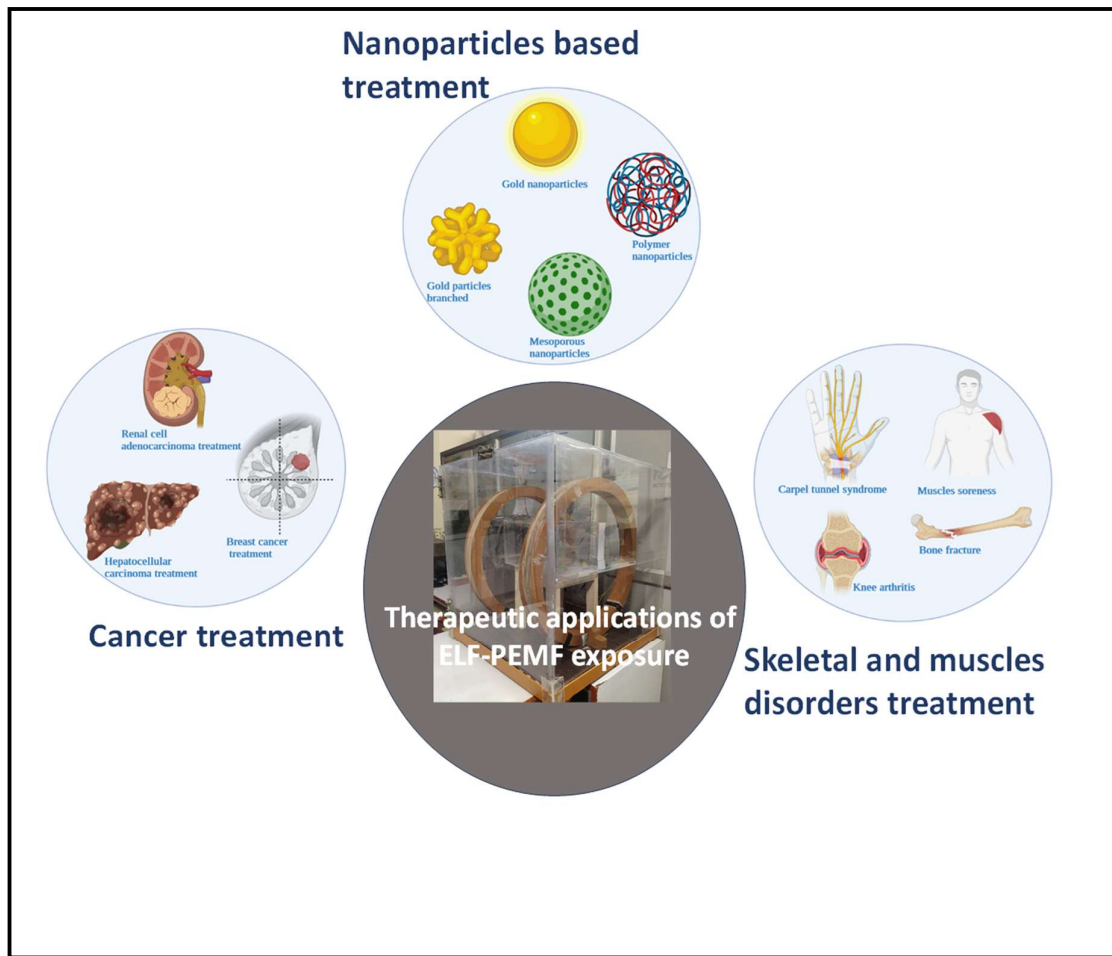 Nanoparticles based
treatment
Gold nanoparticles
Polymer
nanoparticles
Gold particles
branched
Mesoporous
nanoparticles
Renal cell
adenocarcinoma treatment
Breast cancer
treatment
Hepatocellular
carcinoma treatment
Cancer treatment
Therapeutic applications of
ELF-PEMF exposure
Carpel tunnel syndrome
Muscles soreness
Bone fracture
Knee arthritis
Skeletal and muscles
disorders treatment